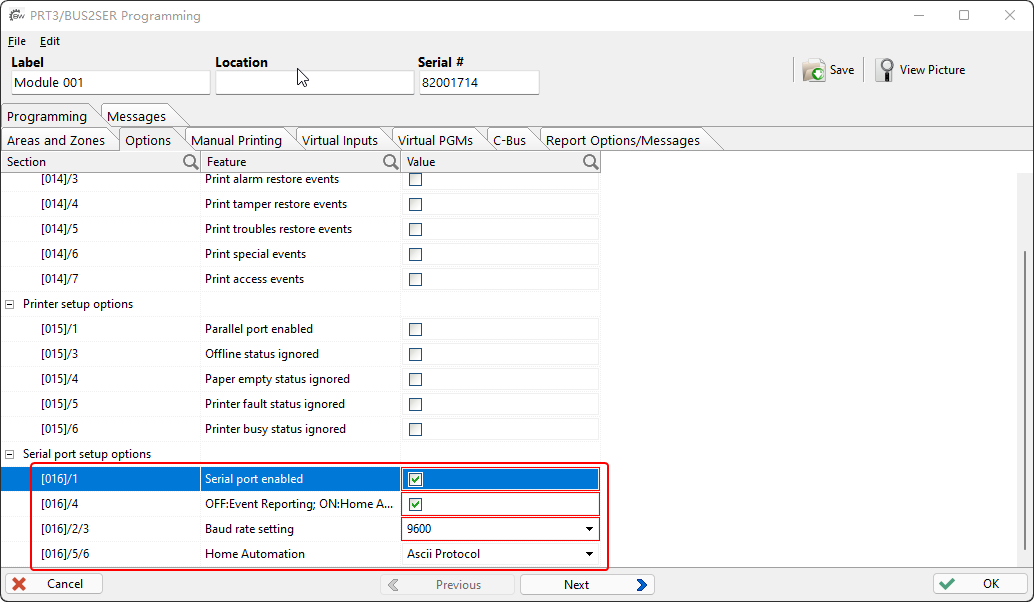 PRT3/BUS2SER Programming
File Edit
Label Location Serial #
Module 001 82001714 Save View Picture
Programming Messages
Areas and Zones Options Manual Printing Virtual Inputs Virtual PGMs C-Bus Report Options/Messages
Section Feature Value
[014]/3 Print alarm restore events
[014]/4 Print tamper restore events
[014]/5 Print troubles restore events
[014]/6 Print special events
[014]/7 Print access events
Printer setup options
[015]/1 Parallel port enabled
[015]/3 Offline status ignored
[015]/4 Paper empty status ignored
[015]/5 Printer fault status ignored
[015]/6 Printer busy status ignored
Serial port setup options
[016]/1 Serial port enabled
[016]/4 OFF:Event Reporting; ON:Home A...
[016]/2/3 Baud rate setting 9600
[016]/5/6 Home Automation Ascii Protocol
Cancel Previous Next OK